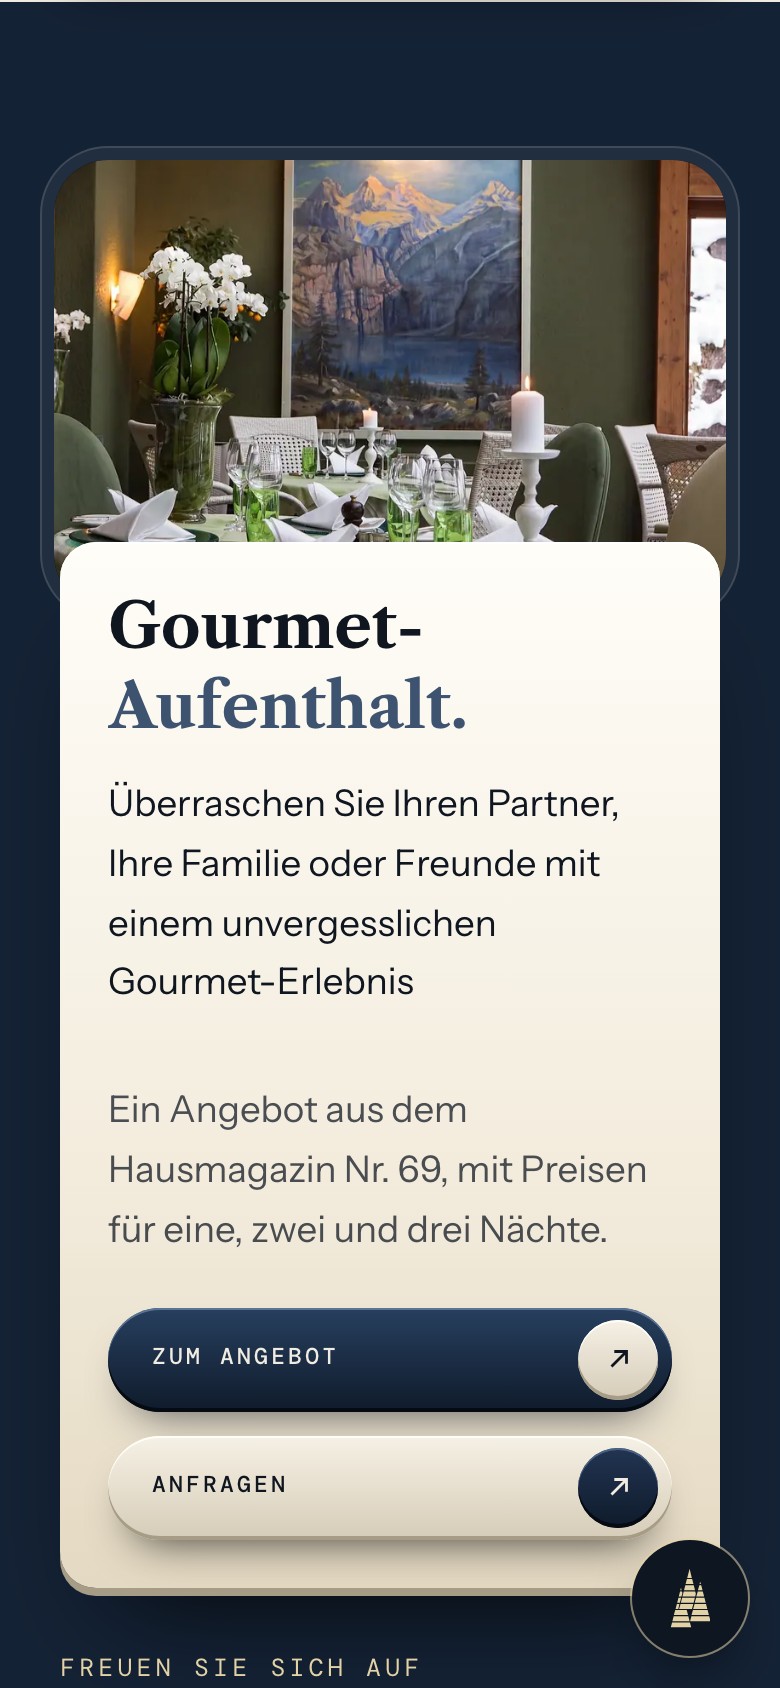 Gourmet-
Aufenthalt.
Überraschen Sie Ihren Partner,
Ihre Familie oder Freunde mit
einem unvergesslichen
Gourmet-Erlebnis
Ein Angebot aus dem
Hausmagazin Nr. 69, mit Preisen
für eine, zwei und drei Nächte.
ZUM ANGEBOT
ANFRAGEN
FREUEN SIE SICH AUF